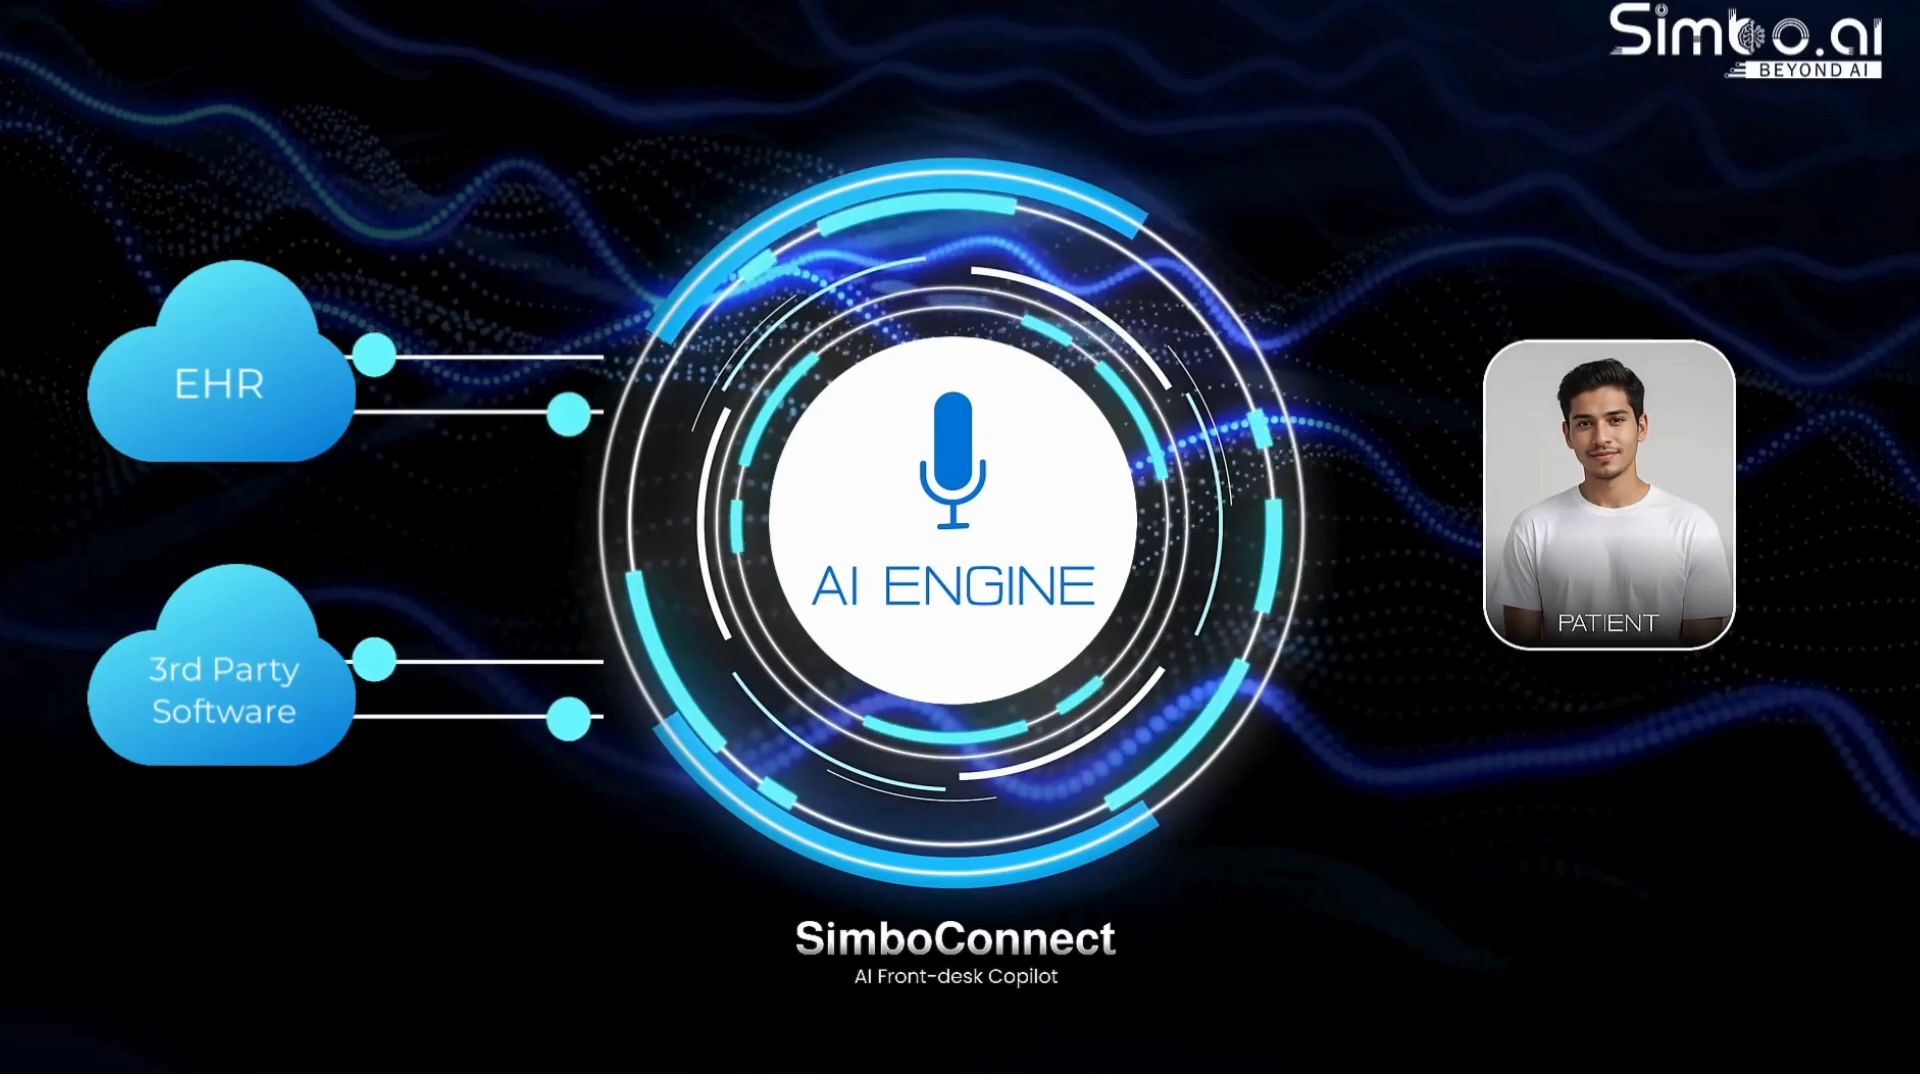 Simbo.ai
BEYOND AI
EHR
3rd Party
Software
AI ENGINE
PATIENT
SimboConnect
AI Front-desk Copilot